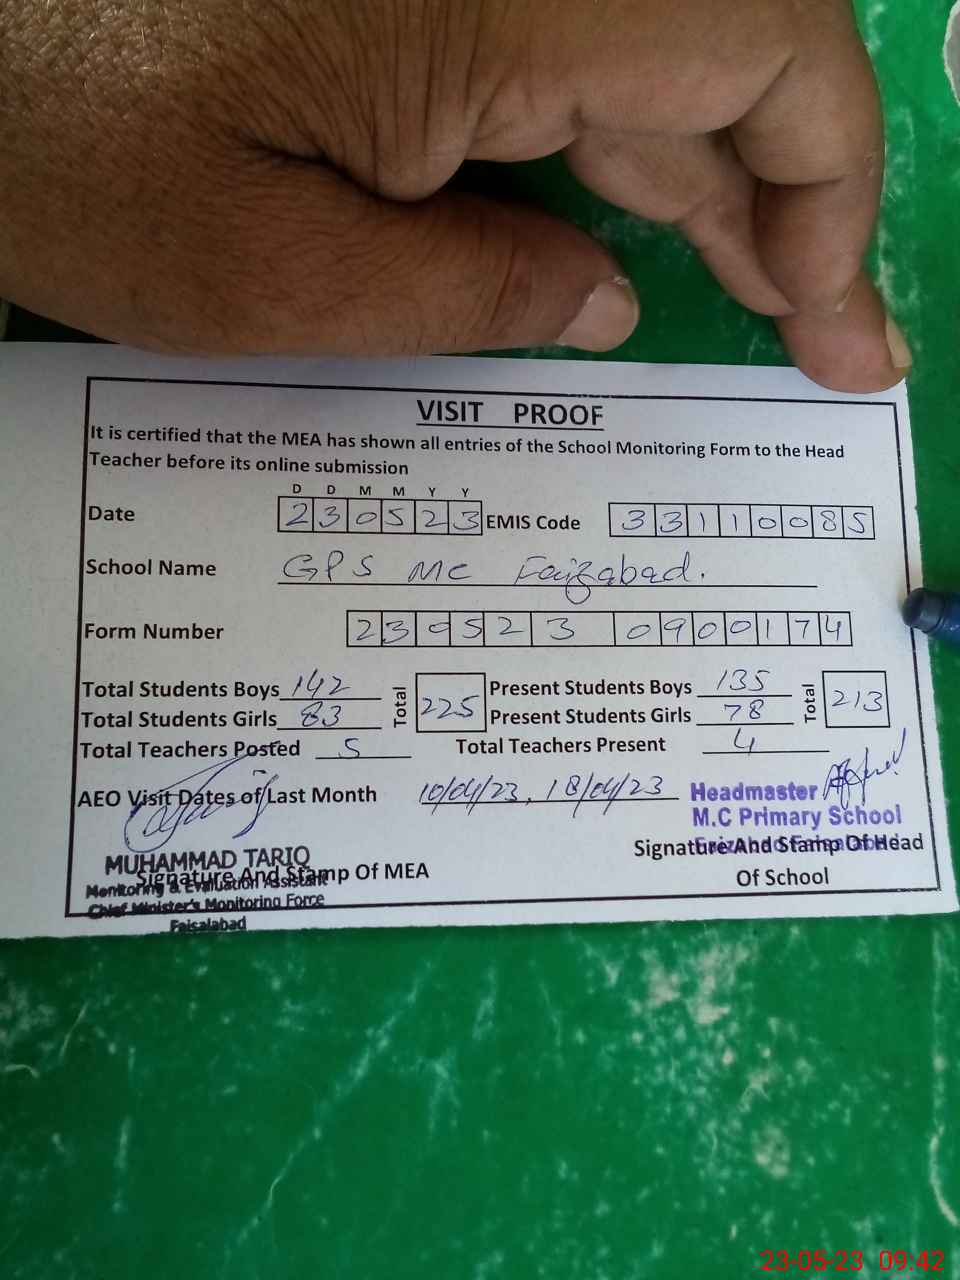 VISIT PROOF
It is certified that the MEA has shown all entries of the School Monitoring Form to the Head
Teacher before its online submission
D D M M Y Y
Date 2 3 0 5 2 3 EMIS Code 3 3 1 1 0 0 8 5
School Name GPS MC Faizabad.
Form Number 2 3 0 5 2 3 0 9 0 0 1 7 4
Total Students Boys 142 Total 225 Present Students Boys 135 Total 213
Total Students Girls 83 Present Students Girls 78
Total Teachers Posted 5 Total Teachers Present 4
AEO Visit Dates of Last Month 10/04/23, 18/04/23
Headmaster
M.C Primary School
Signature And Stamp Of Head
Of School
MUHAMMAD TARIQ
Signature And Stamp Of MEA
Monitoring & Evaluation Assistant
Chief Minister's Monitoring Force
Faisalabad
23-05-23 09:42